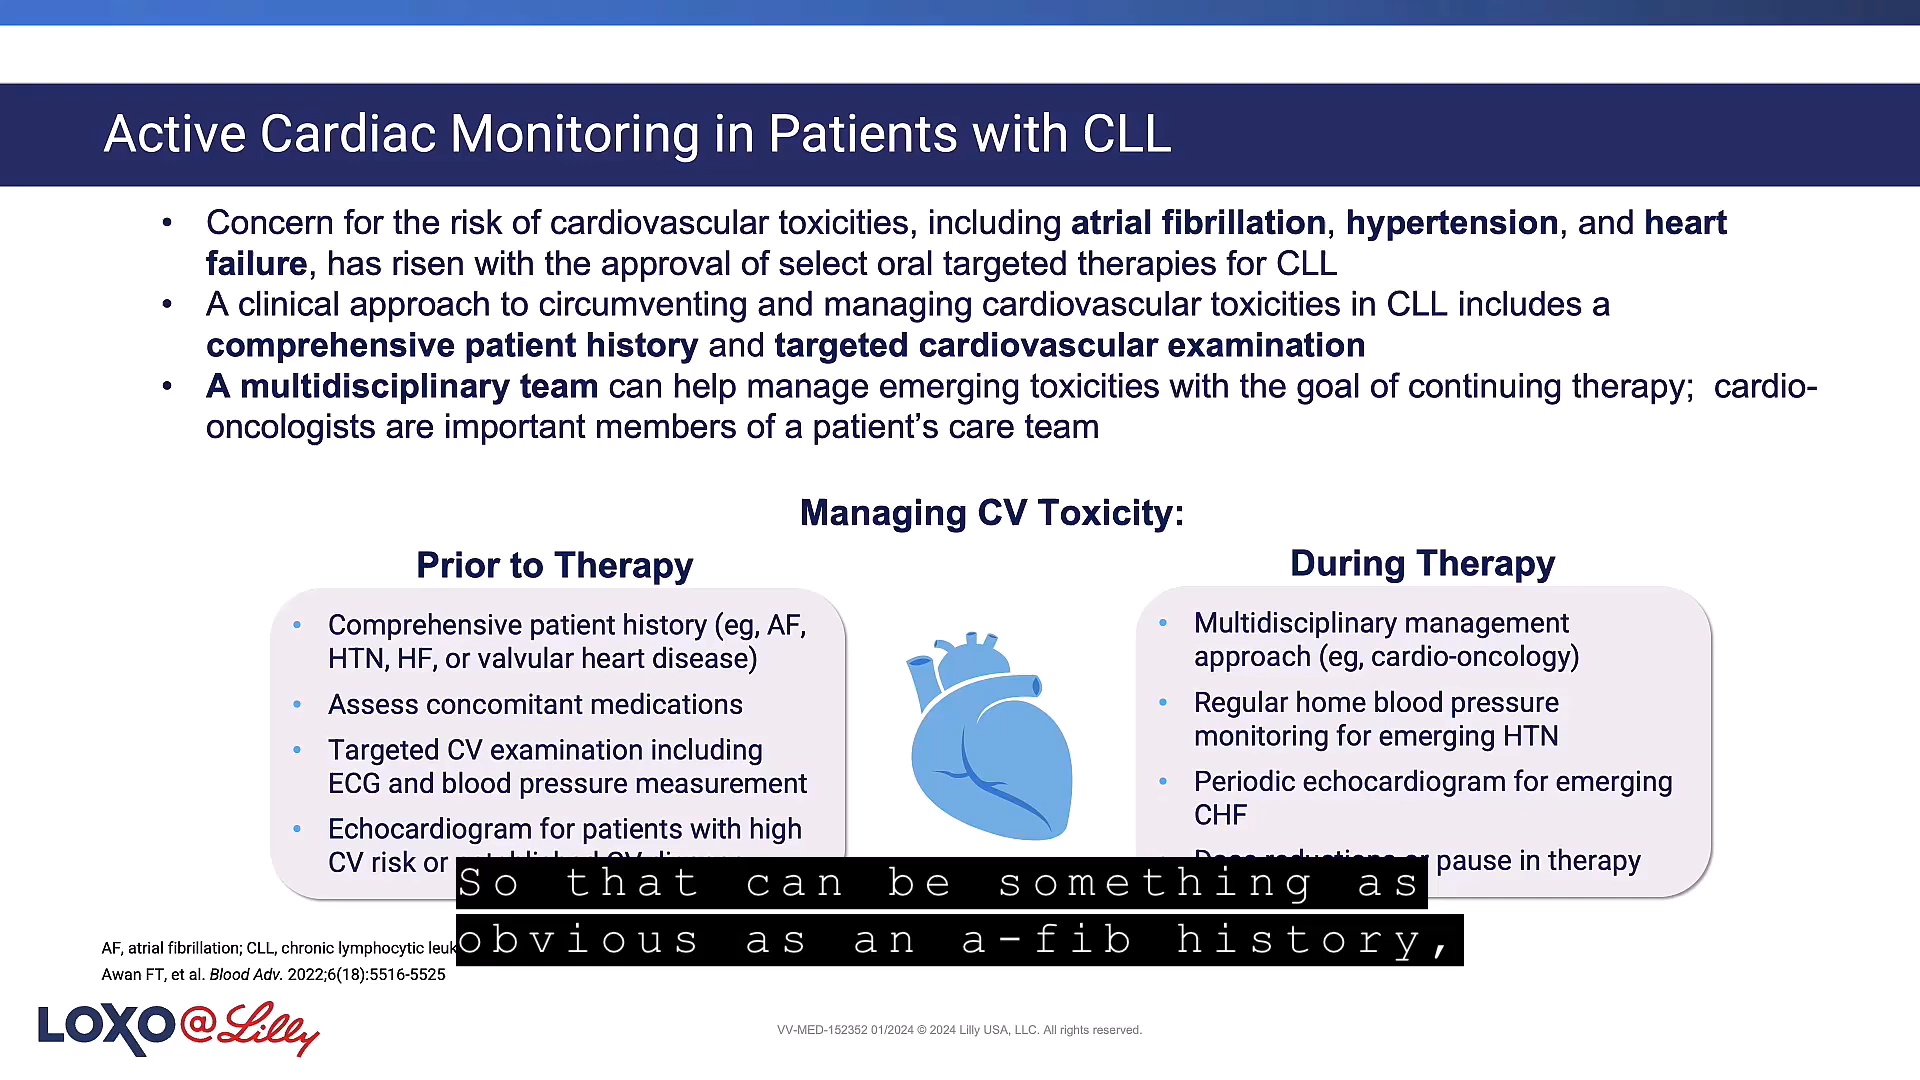 Active Cardiac Monitoring in Patients with CLL
• Concern for the risk of cardiovascular toxicities, including atrial fibrillation, hypertension, and heart
failure, has risen with the approval of select oral targeted therapies for CLL
• A clinical approach to circumventing and managing cardiovascular toxicities in CLL includes a
comprehensive patient history and targeted cardiovascular examination
• A multidisciplinary team can help manage emerging toxicities with the goal of continuing therapy; cardio-
oncologists are important members of a patient’s care team
Managing CV Toxicity:
Prior to Therapy
• Comprehensive patient history (eg, AF,
HTN, HF, or valvular heart disease)
• Assess concomitant medications
• Targeted CV examination including
ECG and blood pressure measurement
• Echocardiogram for patients with high
CV risk or
During Therapy
• Multidisciplinary management
approach (eg, cardio-oncology)
• Regular home blood pressure
monitoring for emerging HTN
• Periodic echocardiogram for emerging
CHF
pause in therapy
So that can be something as
obvious as an a-fib history,
AF, atrial fibrillation; CLL, chronic lymphocytic
Awan FT, et al. Blood Adv. 2022;6(18):5516-5525
LOXO@Lilly
VV-MED-152352 01/2024 © 2024 Lilly USA, LLC. All rights reserved.